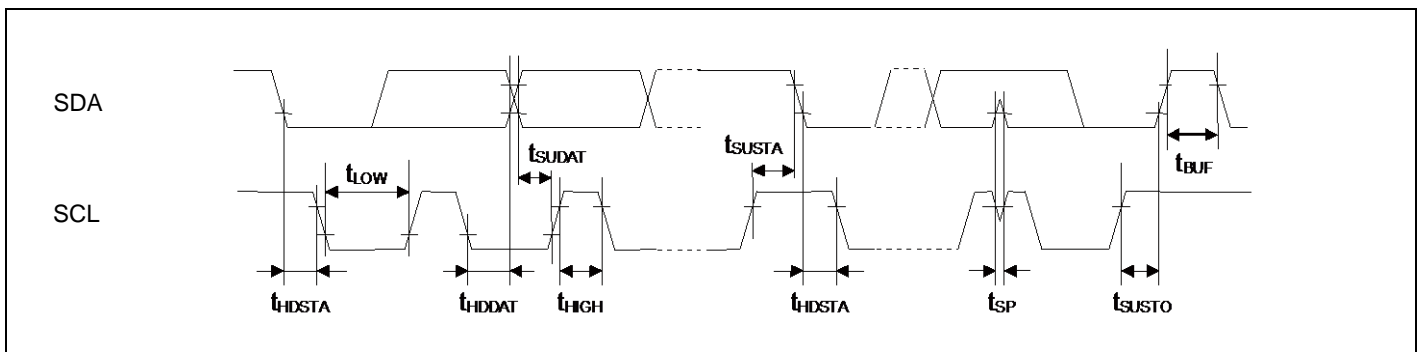 SDA
tSUDAT
tSUSTA
tBUF
tLOW
SCL
tHDSTA
tHDDAT
tHIGH
tHDSTA
tSP
tSUSTO